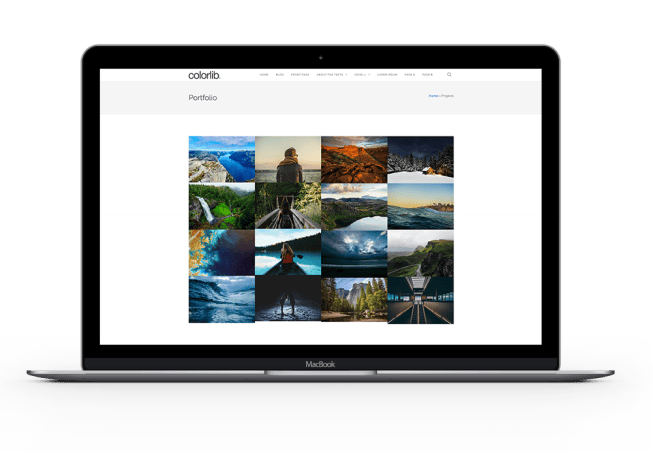 colorlib.
HOME BLOG FRONT PAGE ABOUT THE TESTS LEVEL 1 LOREM IPSUM PAGE A PAGE B
Portfolio
Home Projects
MacBook